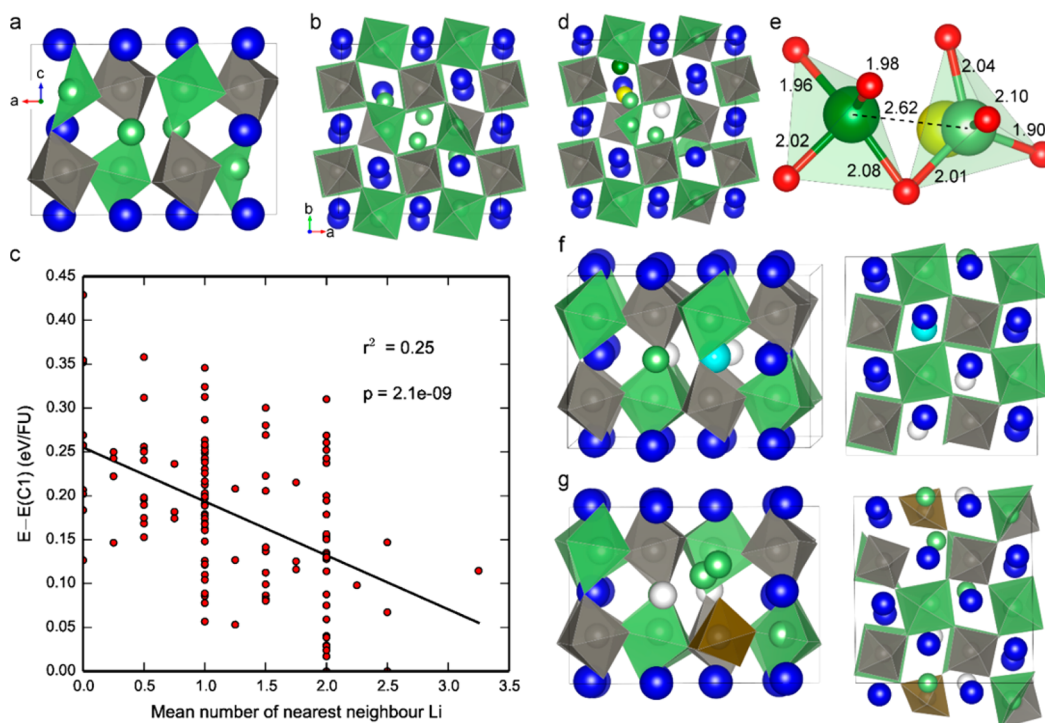 a
b
d
e
c
a
b
a
1.98
1.96
2.62
2.04
2.10
1.90
2.02
2.08
2.01
c
E−E(C1) (eV/FU)
0.45
0.40
0.35
0.30
0.25
0.20
0.15
0.10
0.05
0.00
r² = 0.25
p = 2.1e-09
0.0 0.5 1.0 1.5 2.0 2.5 3.0 3.5
Mean number of nearest neighbour Li
f
g